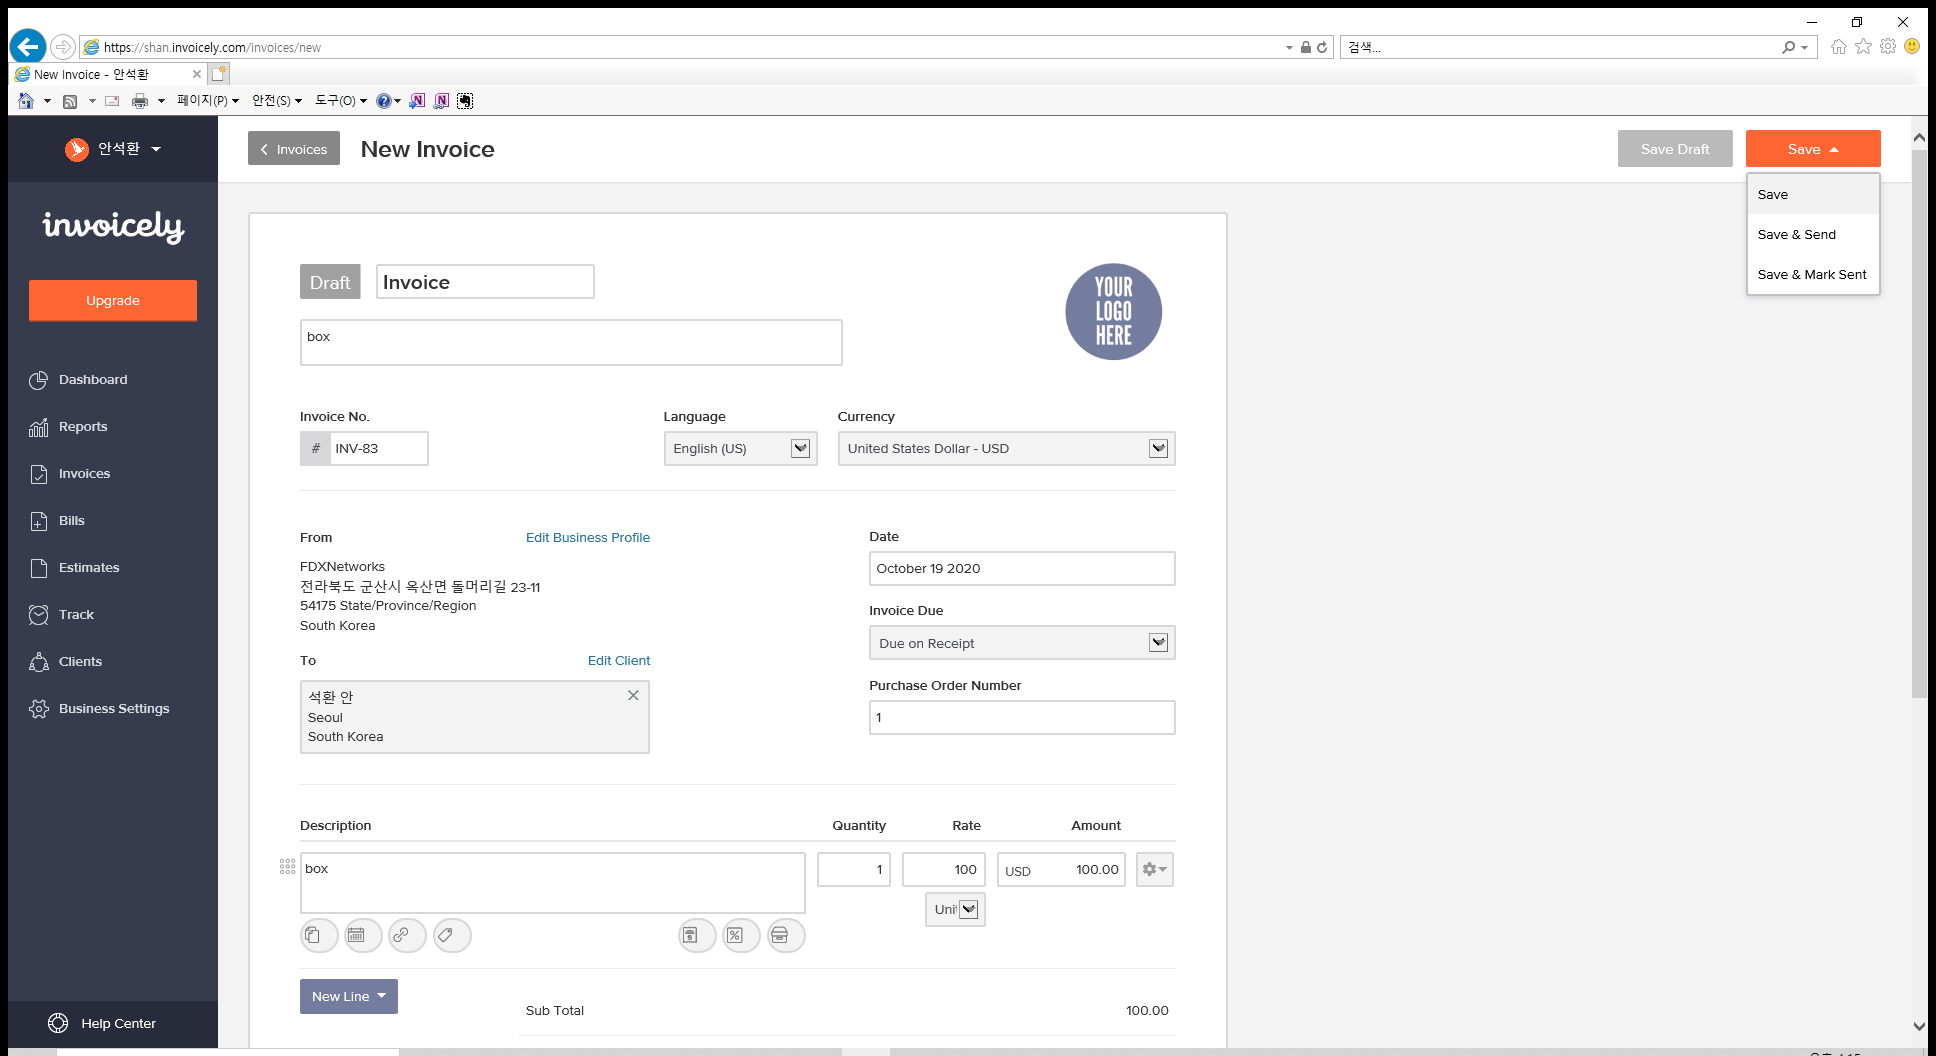 https://shan.invoicely.com/invoices/new
검색...
New Invoice - 안석환
페이지(P)
안전(S)
도구(O)
안석환
Invoices
New Invoice
Save Draft
Save
Save
Save & Send
Save & Mark Sent
invoicely
Upgrade
Dashboard
Reports
Invoices
Bills
Estimates
Track
Clients
Business Settings
Help Center
Draft
Invoice
YOUR
LOGO
HERE
box
Invoice No.
Language
Currency
# INV-83
English (US)
United States Dollar - USD
From
Edit Business Profile
FDXNetworks
전라북도 군산시 옥산면 돌머리길 23-11
54175 State/Province/Region
South Korea
To
Edit Client
석환 안
Seoul
South Korea
Date
October 19 2020
Invoice Due
Due on Receipt
Purchase Order Number
1
Description
Quantity
Rate
Amount
box
1
100
USD 100.00
Uni
New Line
Sub Total
100.00